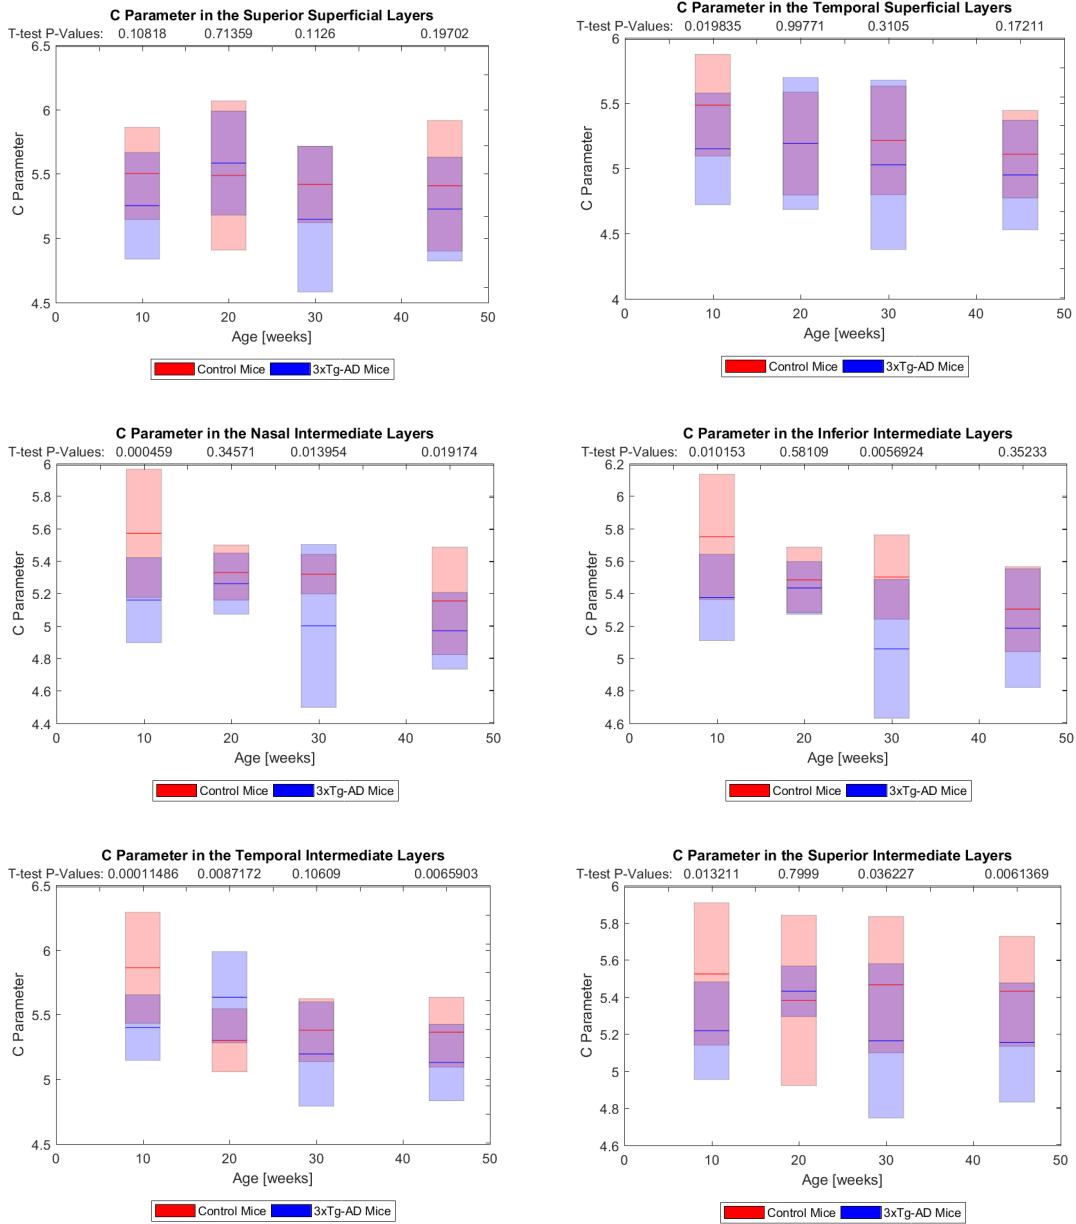 C Parameter in the Superior Superficial Layers
T-test P-Values: 0.10818 0.71359 0.1126 0.19702
6.5
6
5.5
5
4.5
C Parameter
0 10 20 30 40 50
Age [weeks]
Control Mice 3xTg-AD Mice
C Parameter in the Temporal Superficial Layers
T-test P-Values: 0.019835 0.99771 0.3105 0.17211
6
5.5
5
4.5
4
C Parameter
0 10 20 30 40 50
Age [weeks]
Control Mice 3xTg-AD Mice
C Parameter in the Nasal Intermediate Layers
T-test P-Values: 0.000459 0.34571 0.013954 0.019174
6
5.8
5.6
5.4
5.2
5
4.8
4.6
4.4
C Parameter
0 10 20 30 40 50
Age [weeks]
Control Mice 3xTg-AD Mice
C Parameter in the Inferior Intermediate Layers
T-test P-Values: 0.010153 0.58109 0.0056924 0.35233
6.2
6
5.8
5.6
5.4
5.2
5
4.8
4.6
C Parameter
0 10 20 30 40 50
Age [weeks]
Control Mice 3xTg-AD Mice
C Parameter in the Temporal Intermediate Layers
T-test P-Values: 0.00011486 0.0087172 0.10609 0.0065903
6.5
6
5.5
5
4.5
C Parameter
0 10 20 30 40 50
Age [weeks]
Control Mice 3xTg-AD Mice
C Parameter in the Superior Intermediate Layers
T-test P-Values: 0.013211 0.7999 0.036227 0.0061369
6
5.8
5.6
5.4
5.2
5
4.8
4.6
C Parameter
0 10 20 30 40 50
Age [weeks]
Control Mice 3xTg-AD Mice